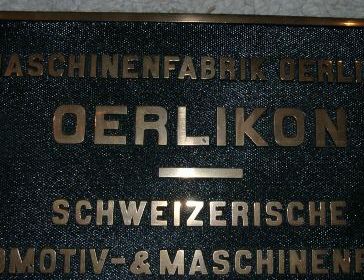 MASCHINENFABRIK OERLI
OERLIKON
SCHWEIZERISCHE
OMOTIV-& MASCHINEN